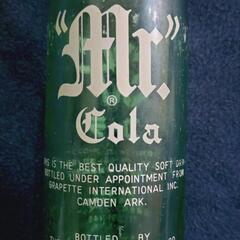 "Mr."
®
Cola
IS THE BEST QUALITY SOFT
BOTTLED UNDER APPOINTMENT FROM
GRAPETTE INTERNATIONAL INC.
CAMDEN ARK.
BOTTLED BY